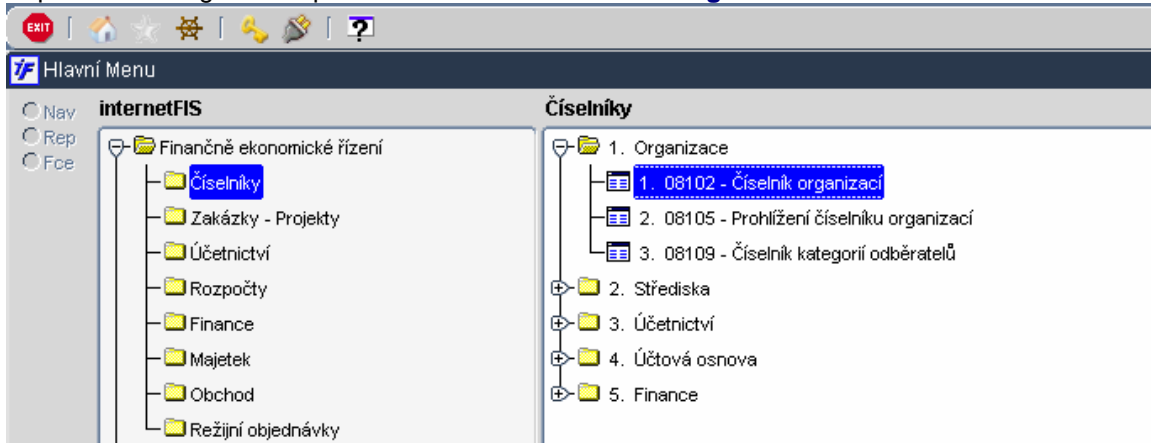 EXIT
?
iF Hlavní Menu
Nav
Rep
Fce
internetFIS
Finančně ekonomické řízení
Číselníky
Zakázky - Projekty
Účetnictví
Rozpočty
Finance
Majetek
Obchod
Režijní objednávky
Číselníky
1. Organizace
1. 08102 - Číselník organizací
2. 08105 - Prohlížení číselníku organizací
3. 08109 - Číselník kategorií odběratelů
2. Střediska
3. Účetnictví
4. Účtová osnova
5. Finance